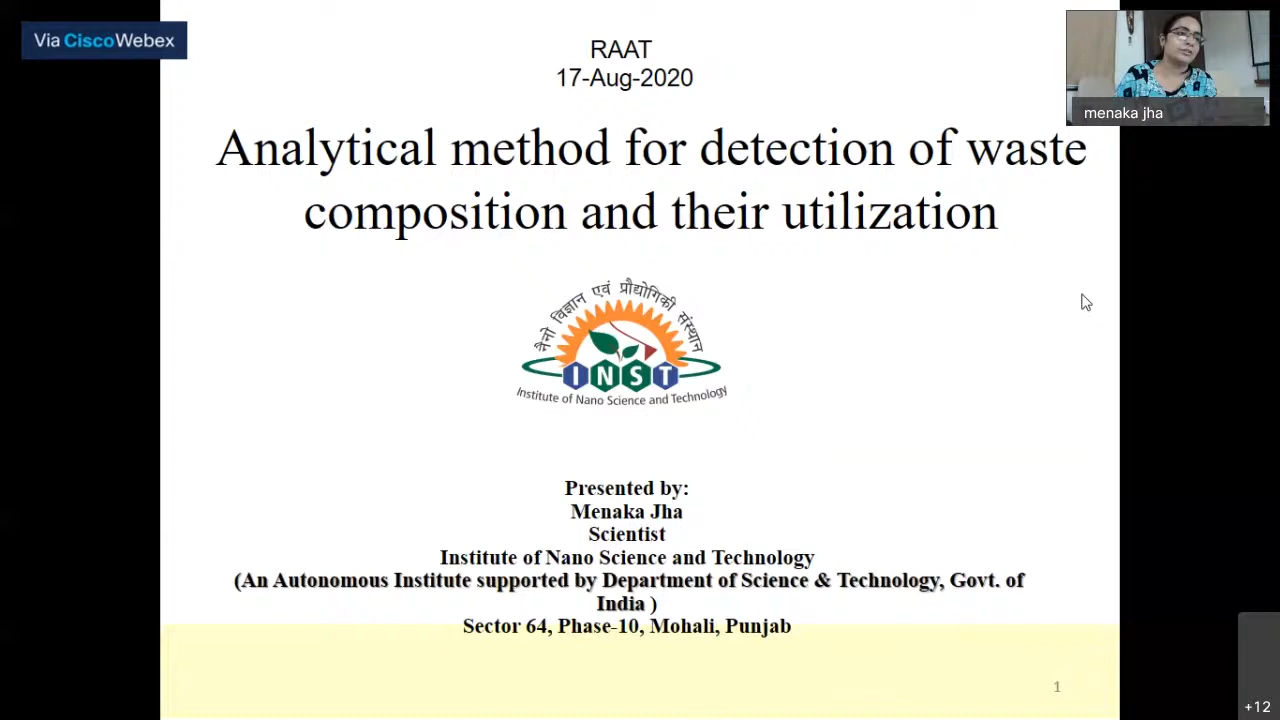 Via Cisco Webex
RAAT
17-Aug-2020
menaka jha
Analytical method for detection of waste
composition and their utilization
नैनो विज्ञान एवं प्रौद्योगिकी संस्थान
INST
Institute of Nano Science and Technology
Presented by:
Menaka Jha
Scientist
Institute of Nano Science and Technology
(An Autonomous Institute supported by Department of Science & Technology, Govt. of
India )
Sector 64, Phase-10, Mohali, Punjab
1
+12